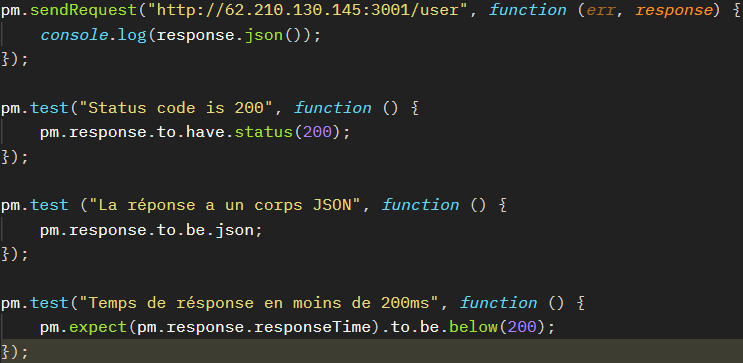 pm.sendRequest("http://62.210.130.145:3001/user", function (err, response) {
    console.log(response.json());
});

pm.test("Status code is 200", function () {
    pm.response.to.have.status(200);
});

pm.test ("La réponse a un corps JSON", function () {
    pm.response.to.be.json;
});

pm.test("Temps de résponse en moins de 200ms", function () {
    pm.expect(pm.response.responseTime).to.be.below(200);
});